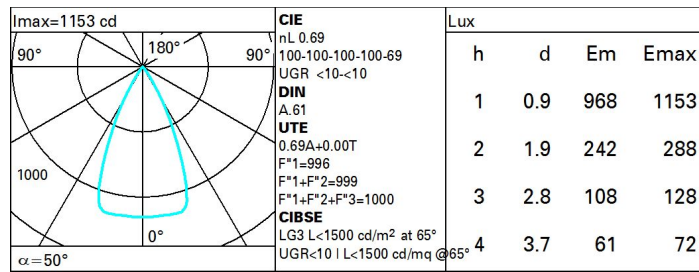 Imax=1153 cd
90°
180°
90°
1000
0°
α=50°
CIE
nL 0.69
100-100-100-100-69
UGR <10-<10
DIN
A.61
UTE
0.69A+0.00T
F"1=996
F"1+F"2=999
F"1+F"2+F"3=1000
CIBSE
LG3 L<1500 cd/m² at 65°
UGR<10 | L<1500 cd/mq @65°
Lux
h d Em Emax
1 0.9 968 1153
2 1.9 242 288
3 2.8 108 128
4 3.7 61 72